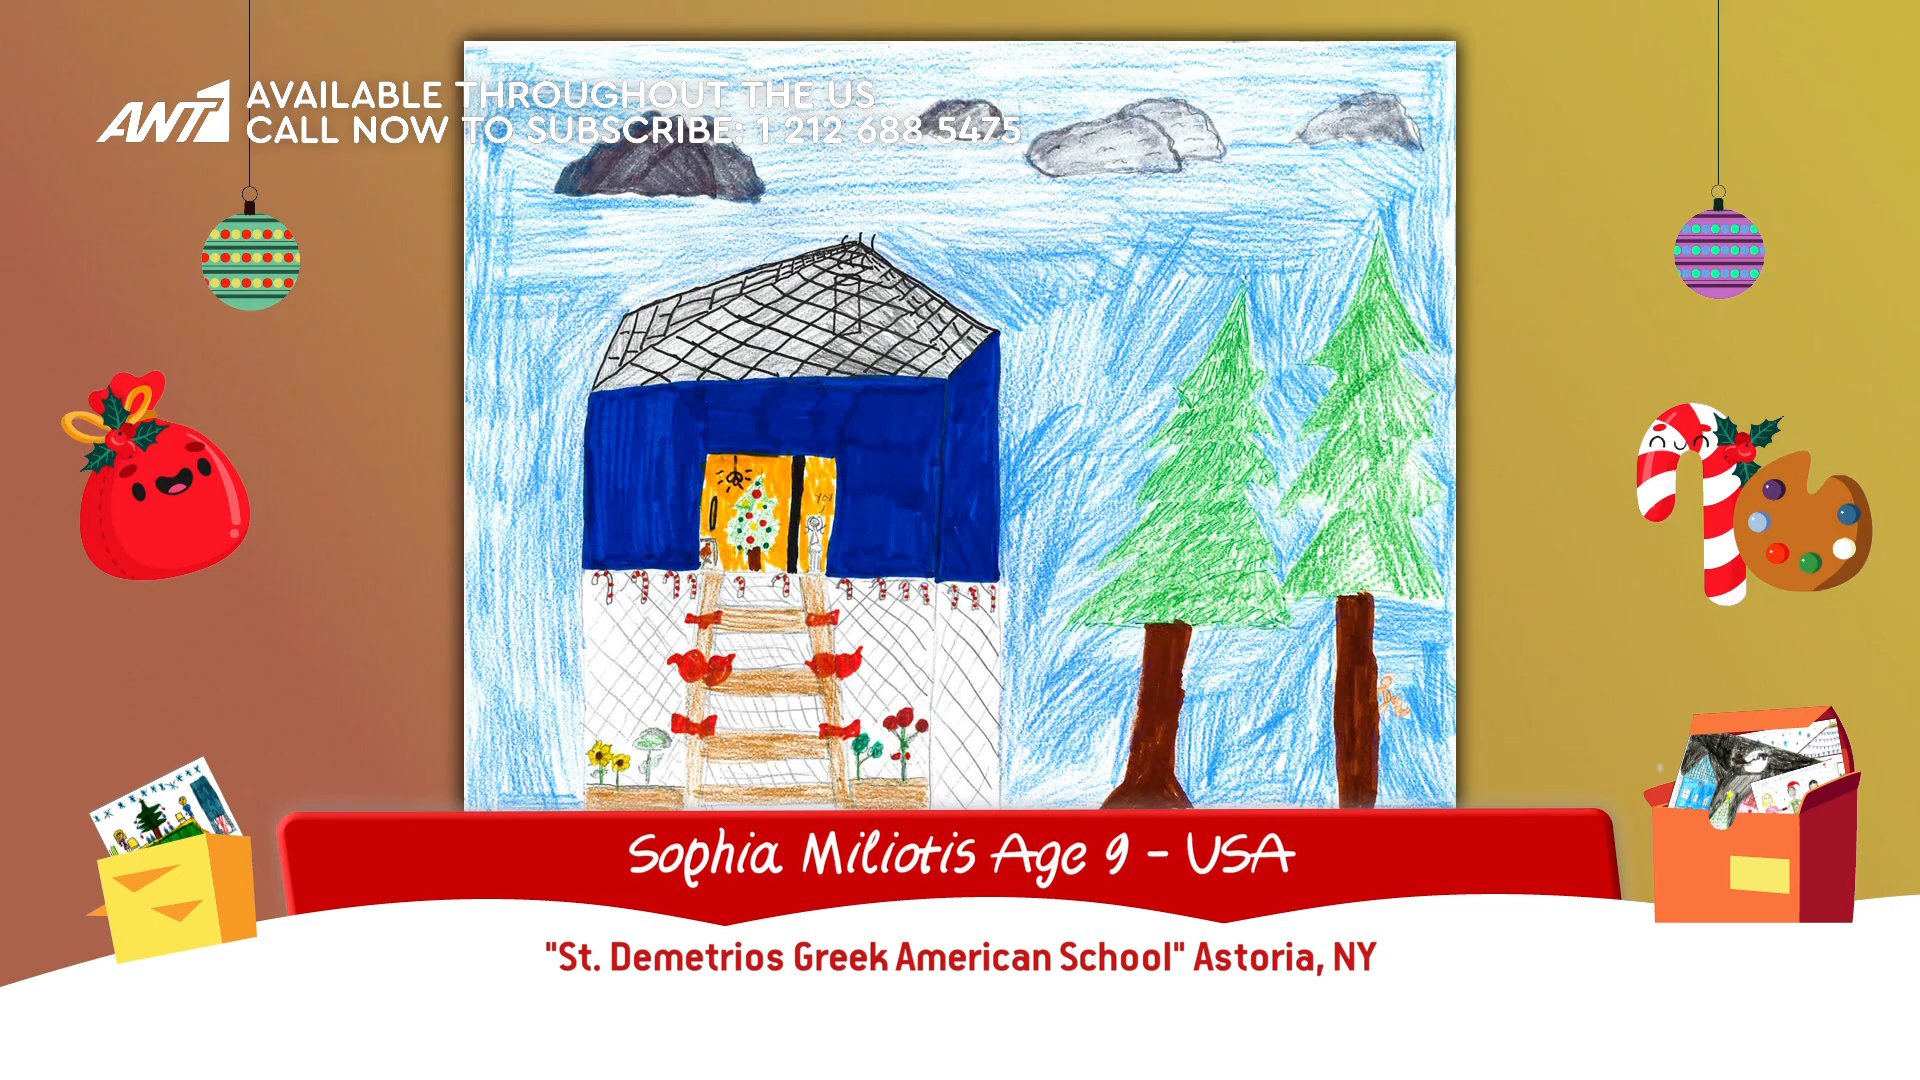 ANT1
AVAILABLE THROUGHOUT THE US
CALL NOW TO SUBSCRIBE: 1 212 688 5475
Sophia Miliotis Age 9 - USA
"St. Demetrios Greek American School" Astoria, NY